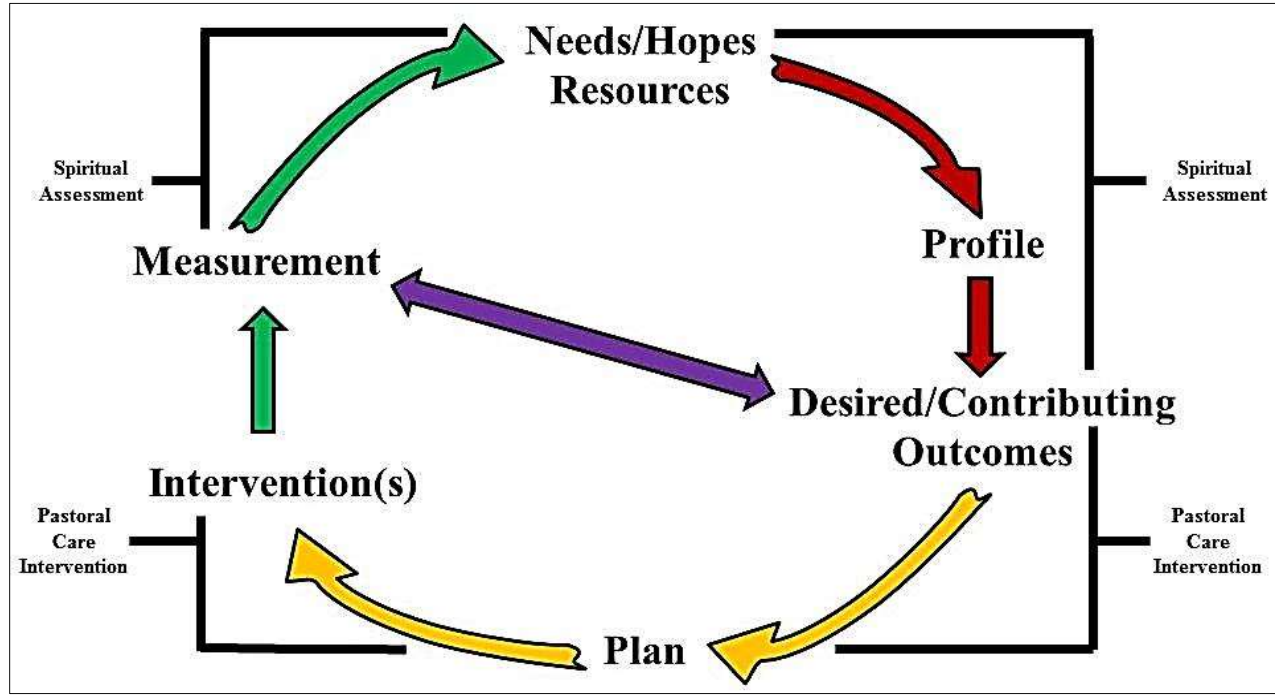 Needs/Hopes
Resources
Spiritual
Assessment
Spiritual
Assessment
Profile
Measurement
Desired/Contributing
Outcomes
Intervention(s)
Pastoral
Care
Intervention
Pastoral
Care
Intervention
Plan